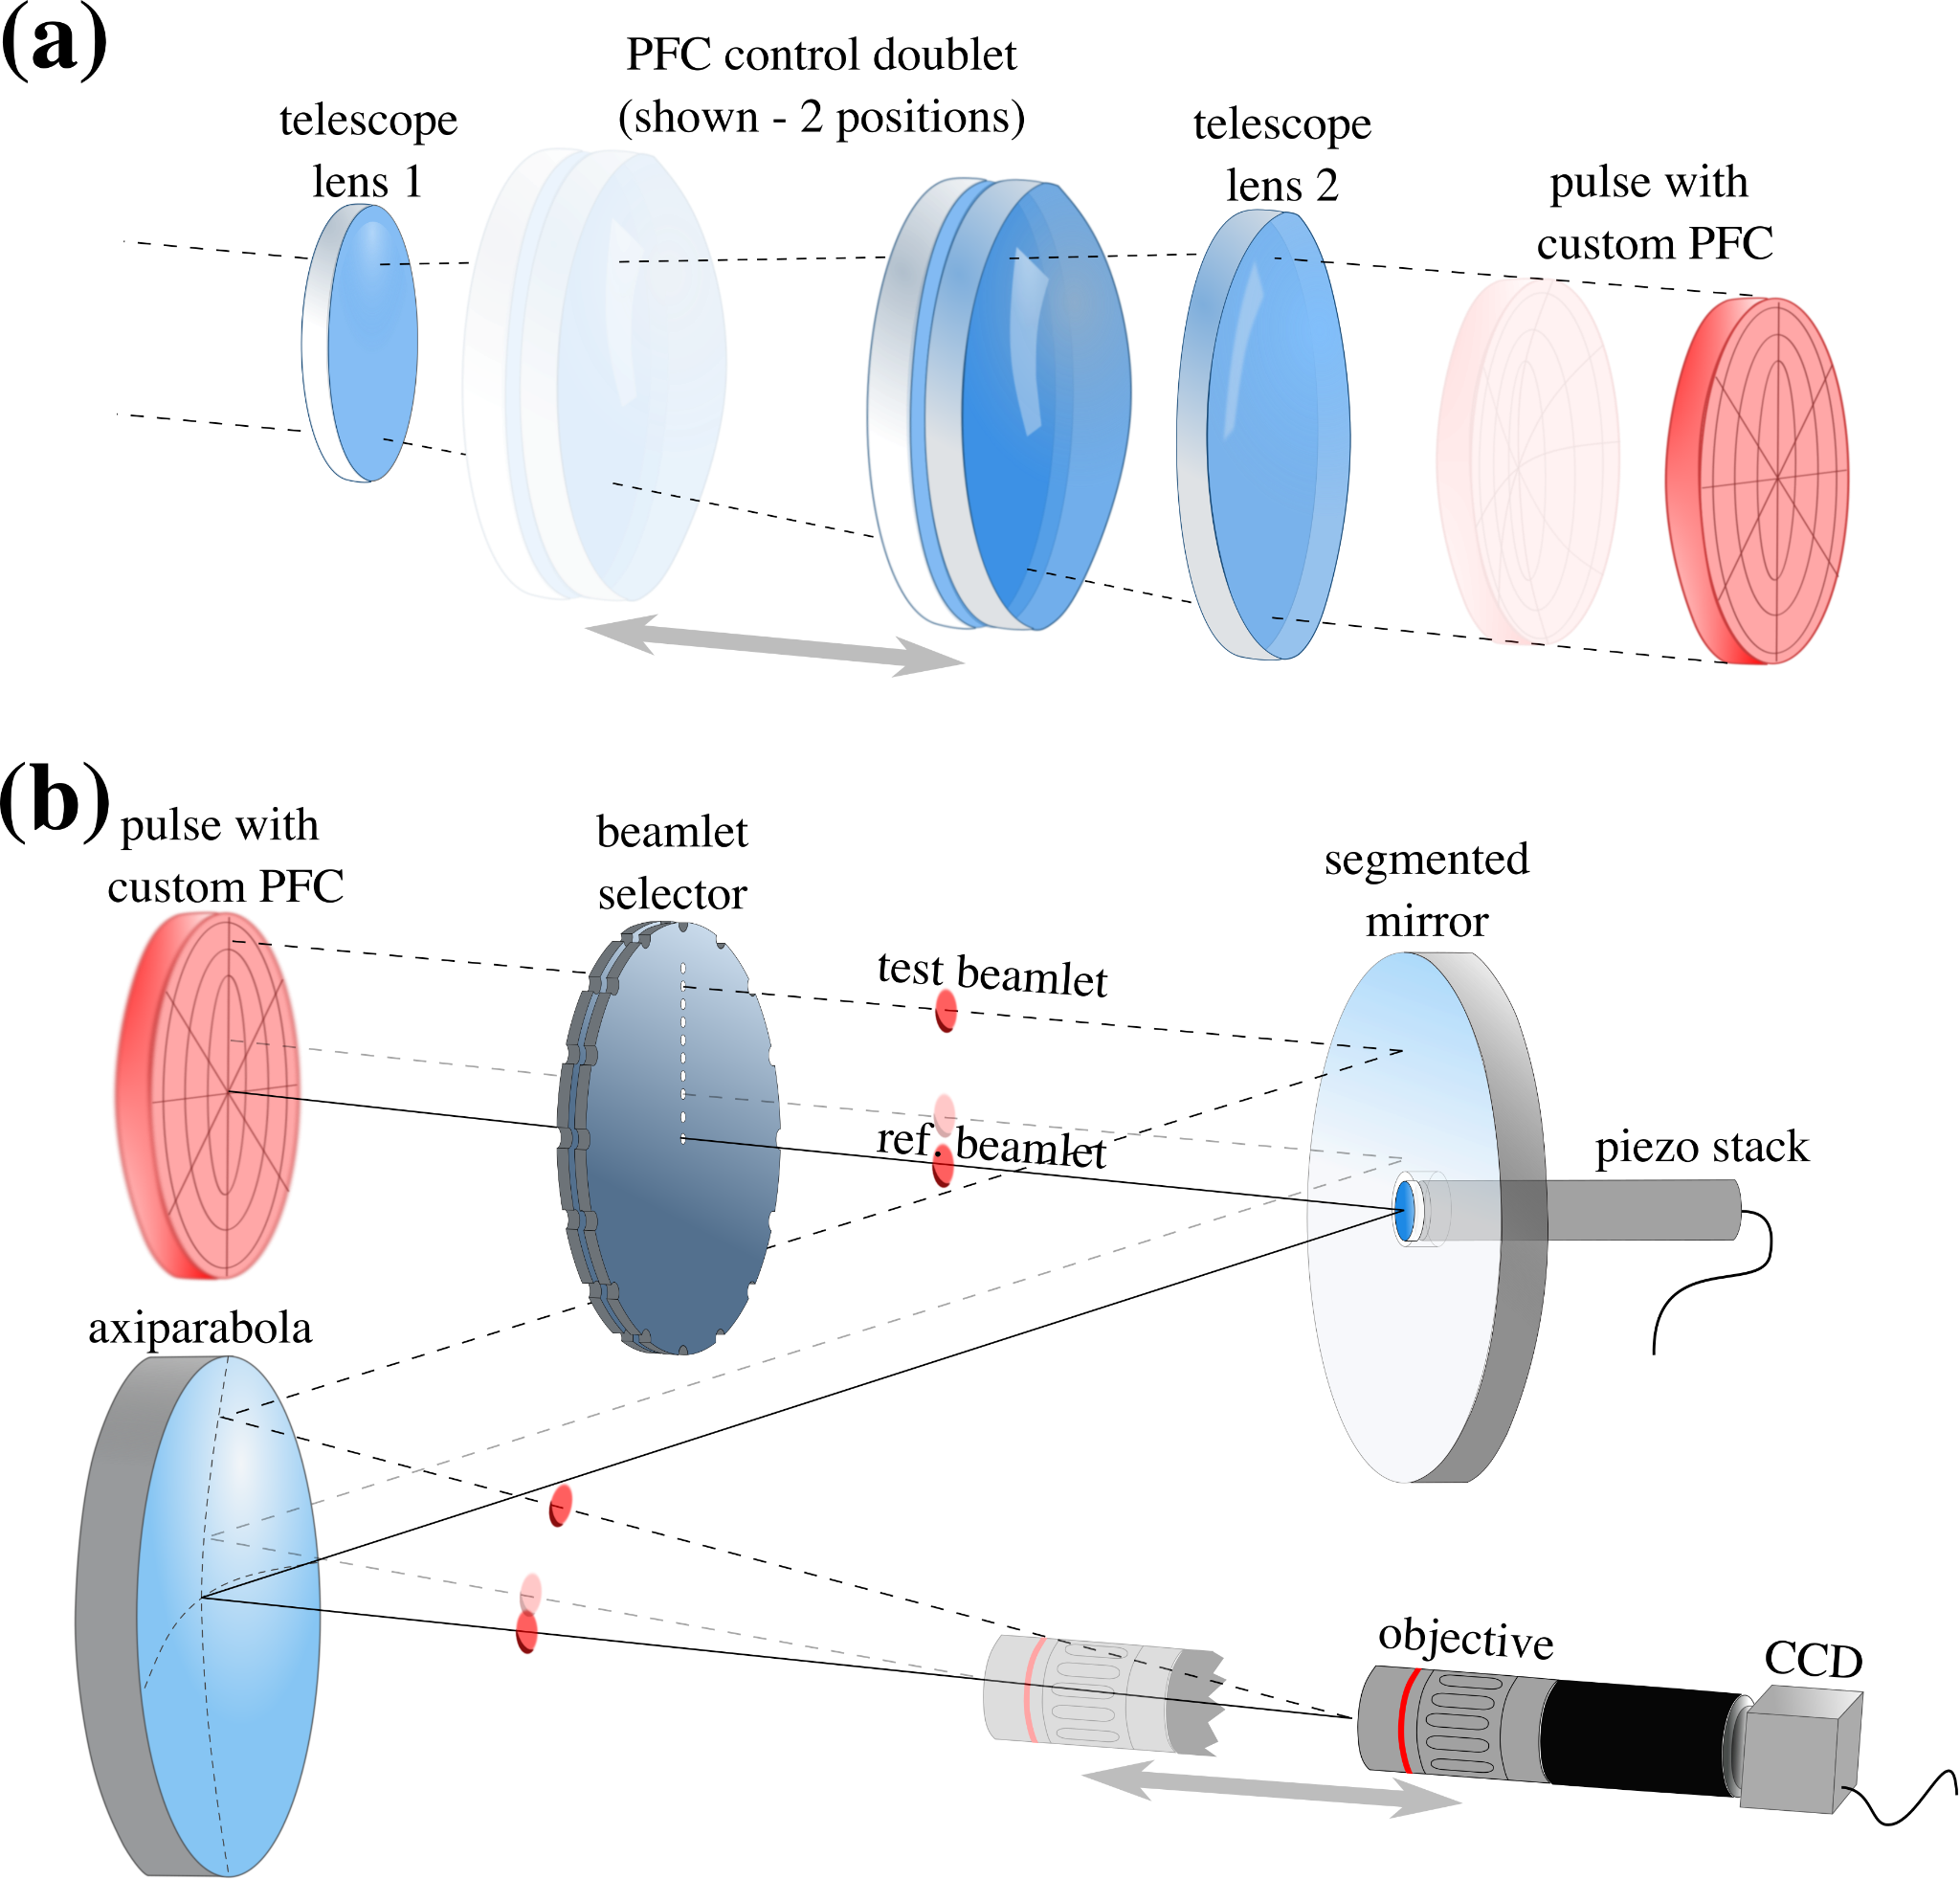 (a)
PFC control doublet
(shown - 2 positions)
telescope
lens 1
telescope
lens 2
pulse with
custom PFC
(b)
pulse with
custom PFC
beamlet
selector
segmented
mirror
test beamlet
ref. beamlet
piezo stack
axiparabola
objective
CCD